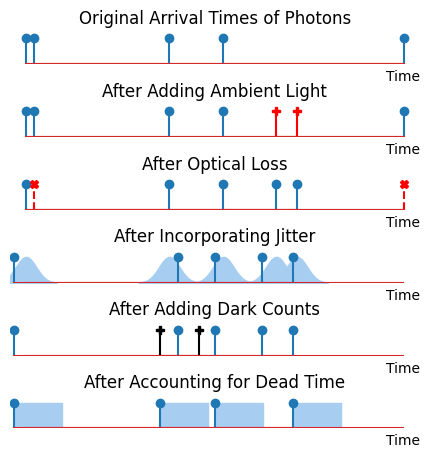 Original Arrival Times of Photons
Time
After Adding Ambient Light
Time
After Optical Loss
Time
After Incorporating Jitter
Time
After Adding Dark Counts
Time
After Accounting for Dead Time
Time